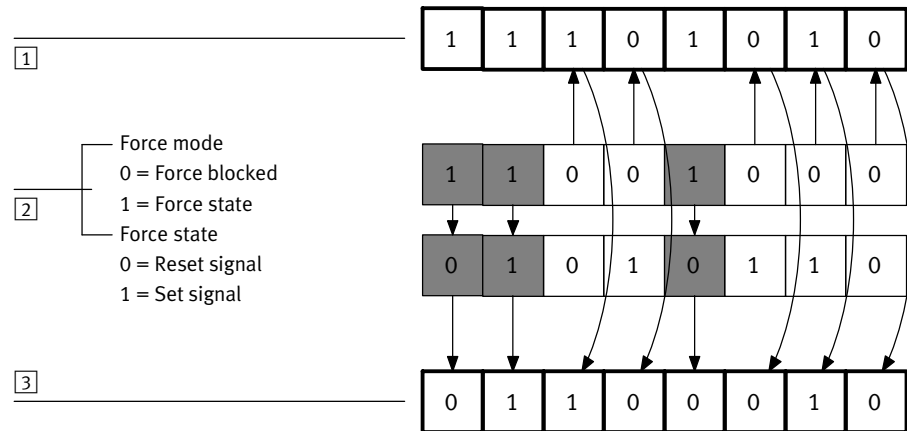 1 1 1 0 1 0 1 0
1
Force mode
0 = Force blocked
1 = Force state
2
Force state
0 = Reset signal
1 = Set signal
1 1 0 0 1 0 0 0
0 1 0 1 0 1 1 0
3
0 1 1 0 0 0 1 0